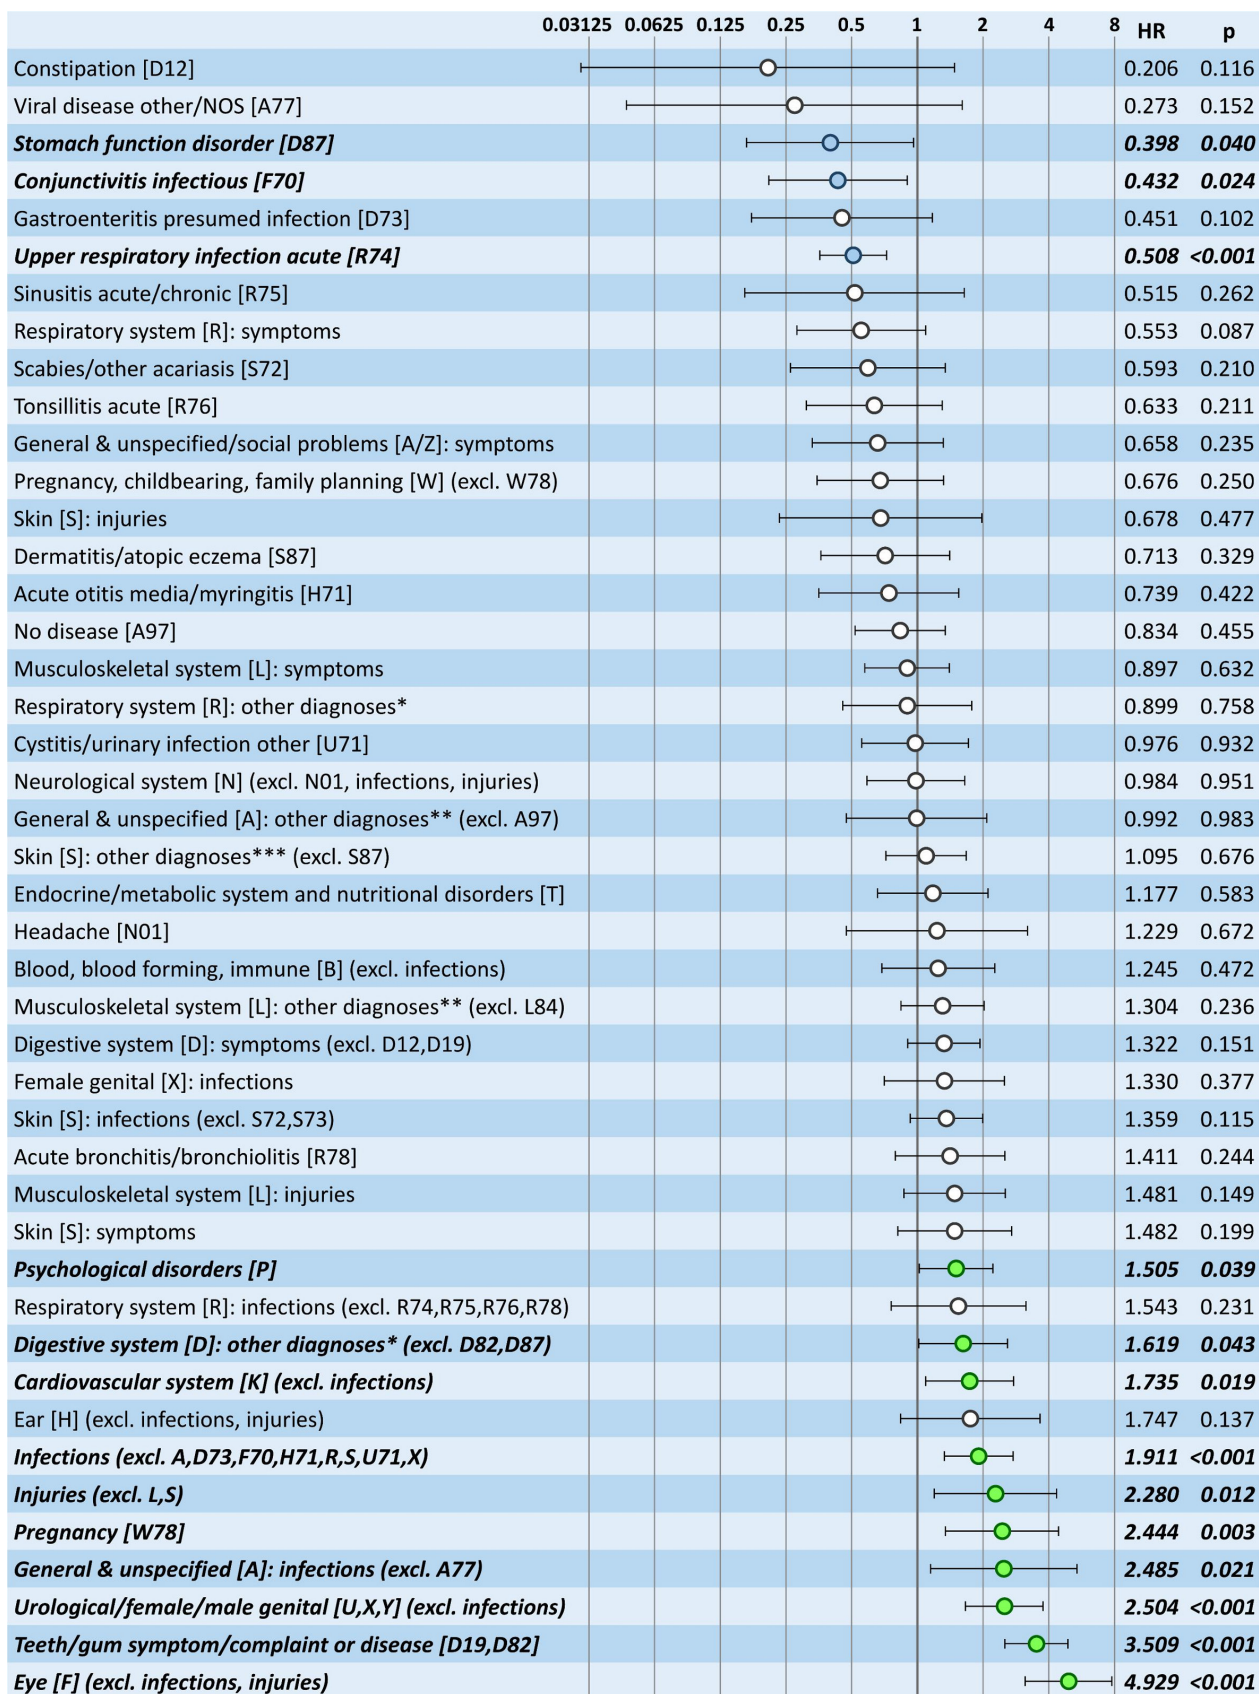 0.03125 0.0625 0.125 0.25 0.5 1 2 4 8 HR p
Constipation [D12] 0.206 0.116
Viral disease other/NOS [A77] 0.273 0.152
Stomach function disorder [D87] 0.398 0.040
Conjunctivitis infectious [F70] 0.432 0.024
Gastroenteritis presumed infection [D73] 0.451 0.102
Upper respiratory infection acute [R74] 0.508 <0.001
Sinusitis acute/chronic [R75] 0.515 0.262
Respiratory system [R]: symptoms 0.553 0.087
Scabies/other acariasis [S72] 0.593 0.210
Tonsillitis acute [R76] 0.633 0.211
General & unspecified/social problems [A/Z]: symptoms 0.658 0.235
Pregnancy, childbearing, family planning [W] (excl. W78) 0.676 0.250
Skin [S]: injuries 0.678 0.477
Dermatitis/atopic eczema [S87] 0.713 0.329
Acute otitis media/myringitis [H71] 0.739 0.422
No disease [A97] 0.834 0.455
Musculoskeletal system [L]: symptoms 0.897 0.632
Respiratory system [R]: other diagnoses* 0.899 0.758
Cystitis/urinary infection other [U71] 0.976 0.932
Neurological system [N] (excl. N01, infections, injuries) 0.984 0.951
General & unspecified [A]: other diagnoses** (excl. A97) 0.992 0.983
Skin [S]: other diagnoses*** (excl. S87) 1.095 0.676
Endocrine/metabolic system and nutritional disorders [T] 1.177 0.583
Headache [N01] 1.229 0.672
Blood, blood forming, immune [B] (excl. infections) 1.245 0.472
Musculoskeletal system [L]: other diagnoses** (excl. L84) 1.304 0.236
Digestive system [D]: symptoms (excl. D12,D19) 1.322 0.151
Female genital [X]: infections 1.330 0.377
Skin [S]: infections (excl. S72,S73) 1.359 0.115
Acute bronchitis/bronchiolitis [R78] 1.411 0.244
Musculoskeletal system [L]: injuries 1.481 0.149
Skin [S]: symptoms 1.482 0.199
Psychological disorders [P] 1.505 0.039
Respiratory system [R]: infections (excl. R74,R75,R76,R78) 1.543 0.231
Digestive system [D]: other diagnoses* (excl. D82,D87) 1.619 0.043
Cardiovascular system [K] (excl. infections) 1.735 0.019
Ear [H] (excl. infections, injuries) 1.747 0.137
Infections (excl. A,D73,F70,H71,R,S,U71,X) 1.911 <0.001
Injuries (excl. L,S) 2.280 0.012
Pregnancy [W78] 2.444 0.003
General & unspecified [A]: infections (excl. A77) 2.485 0.021
Urological/female/male genital [U,X,Y] (excl. infections) 2.504 <0.001
Teeth/gum symptom/complaint or disease [D19,D82] 3.509 <0.001
Eye [F] (excl. infections, injuries) 4.929 <0.001